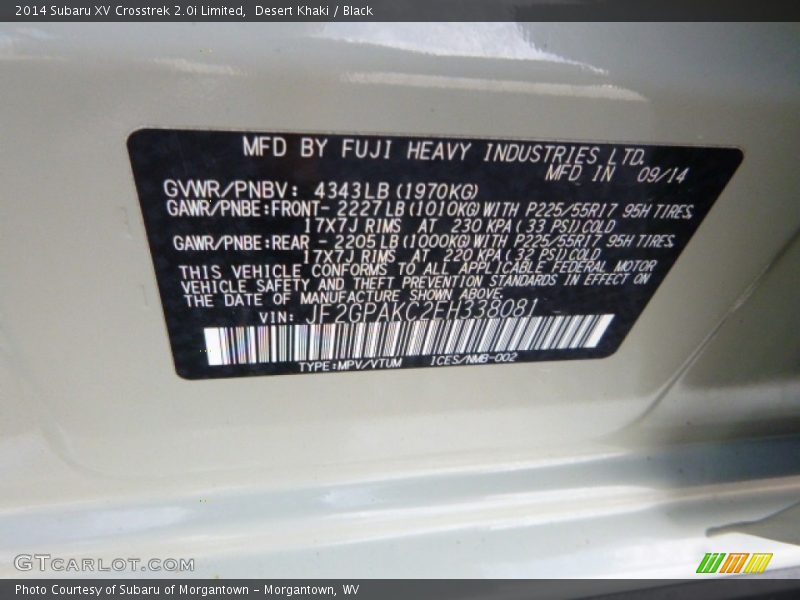 2014 Subaru XV Crosstrek 2.0i Limited,  Desert Khaki / Black
MFD BY FUJI HEAVY INDUSTRIES LTD.
MFD IN 09/14
GVWR/PNBV: 4343LB (1970KG)
GAWR/PNBE:FRONT- 2227LB (1010KG) WITH P225/55R17 95H TIRES,
17X7J RIMS AT 230 KPA ( 33 PSI) COLD
GAWR/PNBE:REAR - 2205LB (1000KG) WITH P225/55R17 95H TIRES,
17X7J RIMS AT 220 KPA ( 32 PSI) COLD
THIS VEHICLE CONFORMS TO ALL APPLICABLE FEDERAL MOTOR
VEHICLE SAFETY AND THEFT PREVENTION STANDARDS IN EFFECT ON
THE DATE OF MANUFACTURE SHOWN ABOVE.
VIN: JF2GPAKC2EH338081
TYPE:MPV/VTUM ICES/NMB-002
GTCARLOT.COM
Photo Courtesy of Subaru of Morgantown - Morgantown, WV